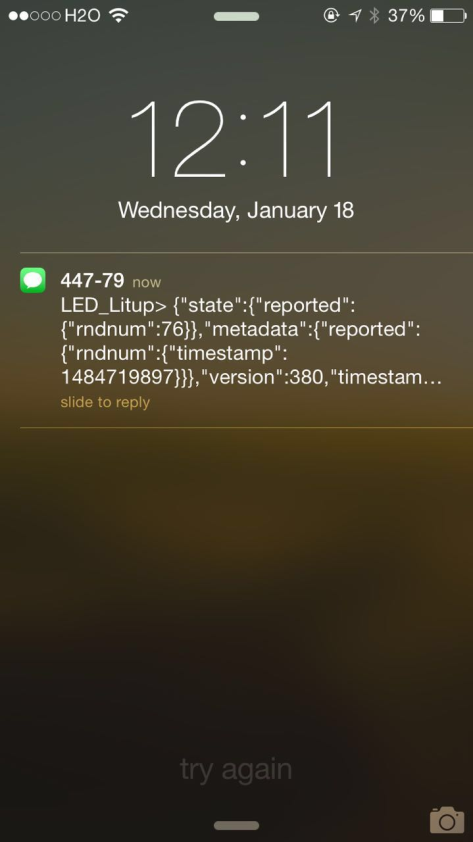 H2O 37%
12:11
Wednesday, January 18
447-79 now
LED_Litup> {"state":{"reported":
{"rndnum":76}},"metadata":{"reported":
{"rndnum":{"timestamp":
1484719897}}},"version":380,"timestam...
slide to reply
try again